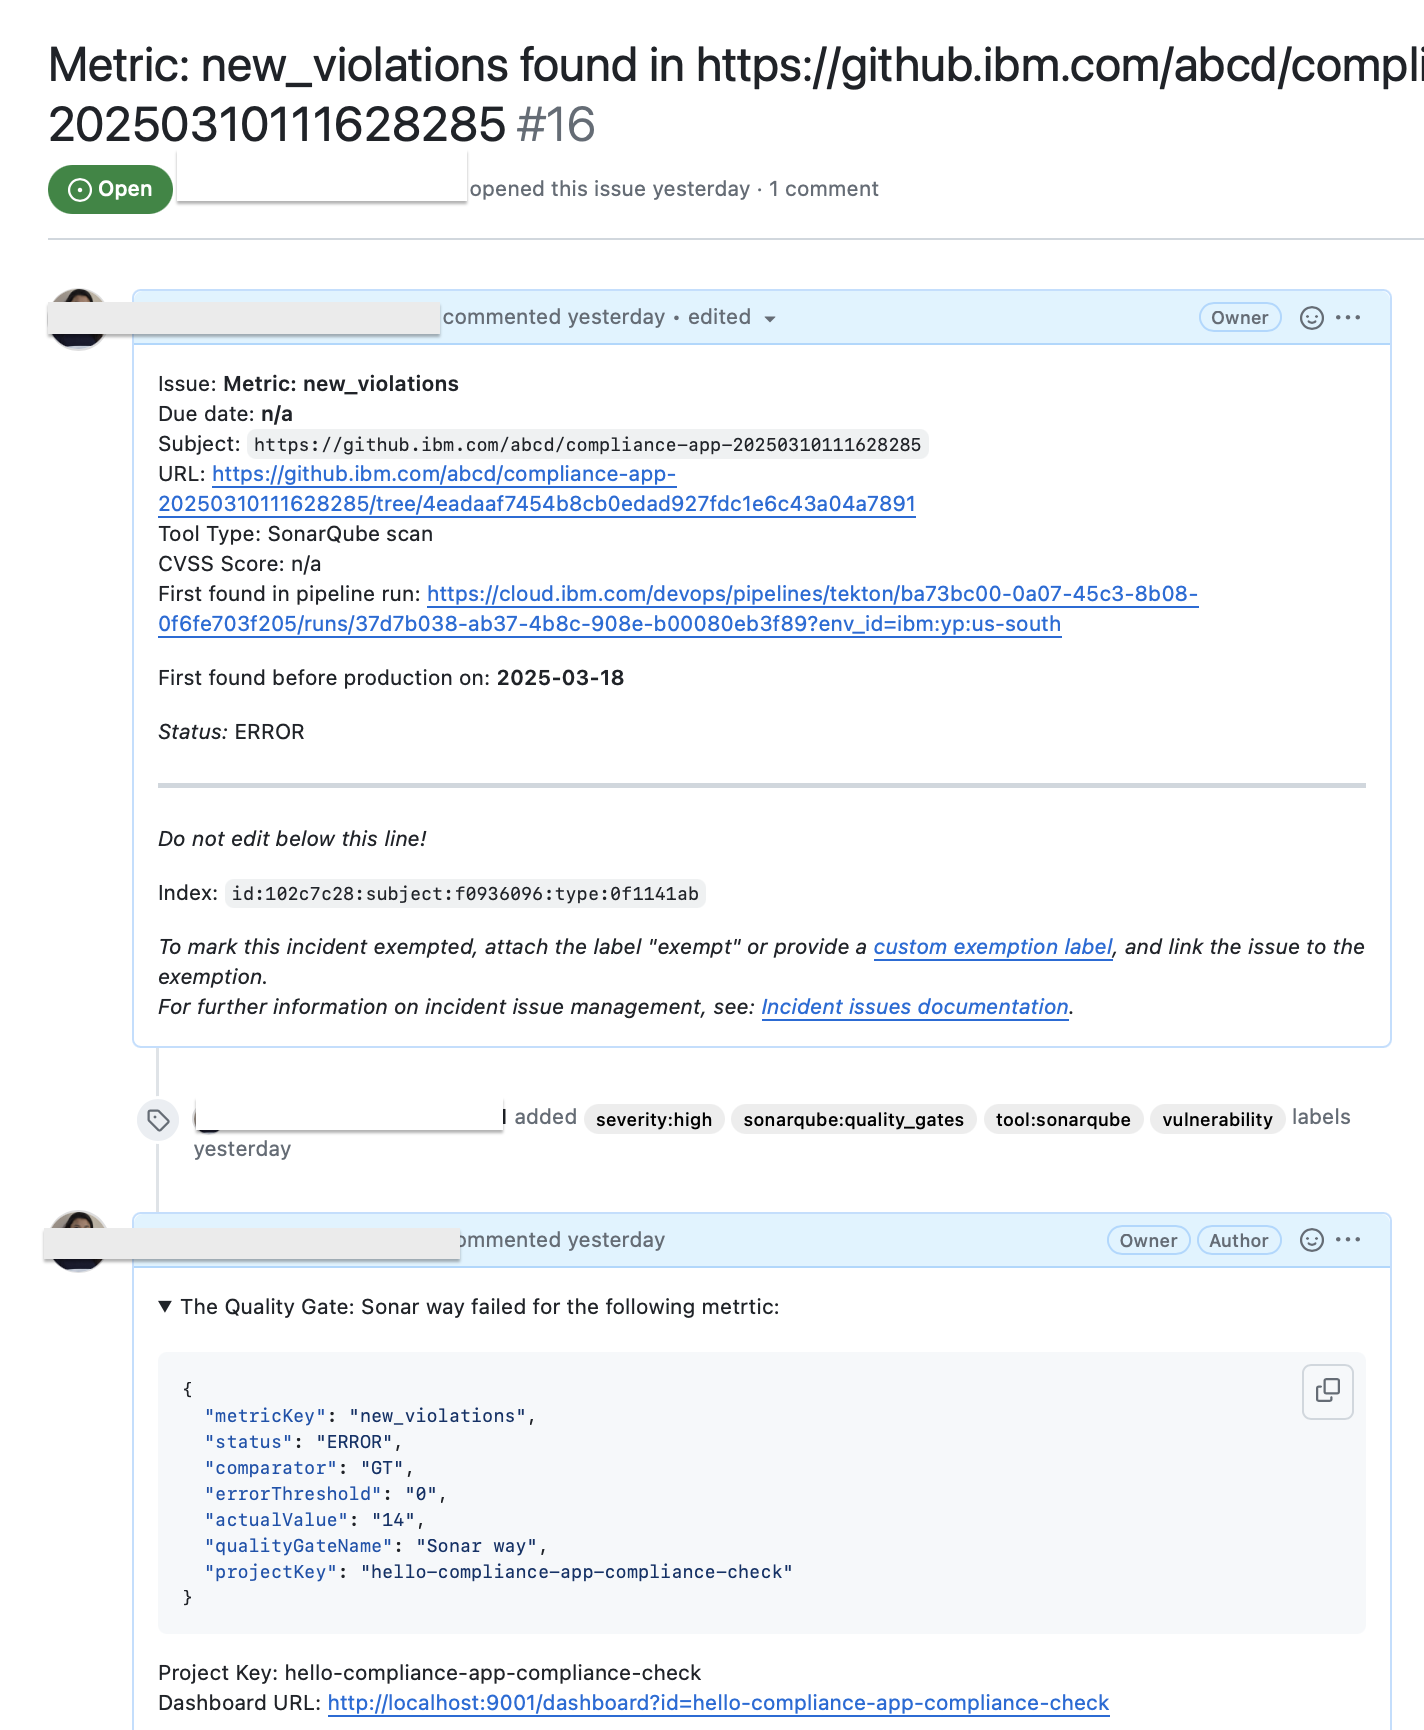 Metric: new_violations found in https://github.ibm.com/abcd/compli
20250310111628285 #16
Open opened this issue yesterday · 1 comment
commented yesterday • edited
Owner
Issue: Metric: new_violations
Due date: n/a
Subject: https://github.ibm.com/abcd/compliance-app-20250310111628285
URL: https://github.ibm.com/abcd/compliance-app-
20250310111628285/tree/4eadaaf7454b8cb0edad927fdc1e6c43a04a7891
Tool Type: SonarQube scan
CVSS Score: n/a
First found in pipeline run: https://cloud.ibm.com/devops/pipelines/tekton/ba73bc00-0a07-45c3-8b08-
0f6fe703f205/runs/37d7b038-ab37-4b8c-908e-b00080eb3f89?env_id=ibm:yp:us-south
First found before production on: 2025-03-18
Status: ERROR
Do not edit below this line!
Index: id:102c7c28:subject:f0936096:type:0f1141ab
To mark this incident exempted, attach the label "exempt" or provide a custom exemption label, and link the issue to the
exemption.
For further information on incident issue management, see: Incident issues documentation.
added severity:high sonarqube:quality_gates tool:sonarqube vulnerability labels
yesterday
ommented yesterday
Owner Author
▼ The Quality Gate: Sonar way failed for the following metrtic:
{
"metricKey": "new_violations",
"status": "ERROR",
"comparator": "GT",
"errorThreshold": "0",
"actualValue": "14",
"qualityGateName": "Sonar way",
"projectKey": "hello-compliance-app-compliance-check"
}
Project Key: hello-compliance-app-compliance-check
Dashboard URL: http://localhost:9001/dashboard?id=hello-compliance-app-compliance-check